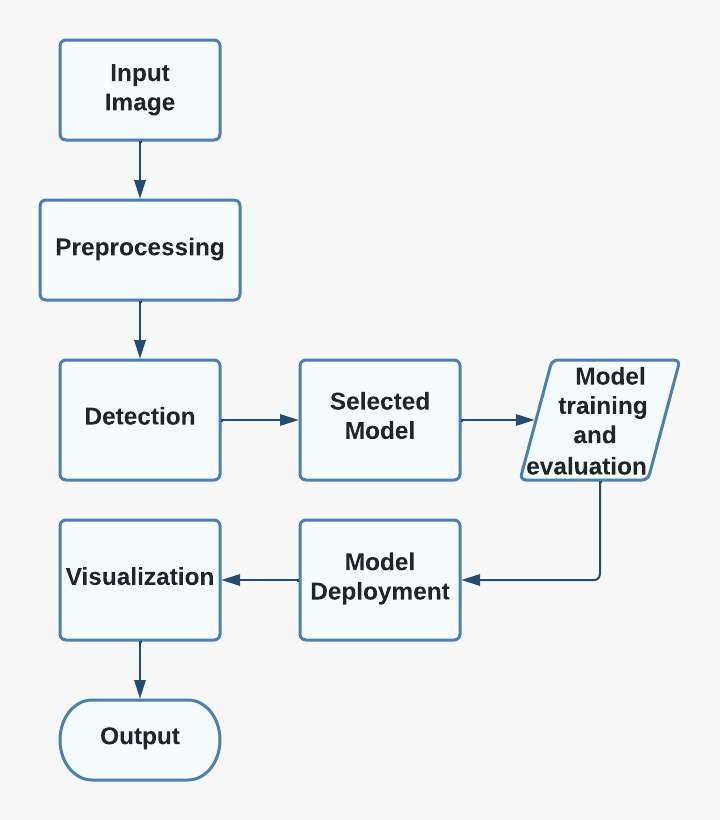 Input
Image
Preprocessing
Detection
Selected
Model
Model
training
and
evaluation
Model
Deployment
Visualization
Output